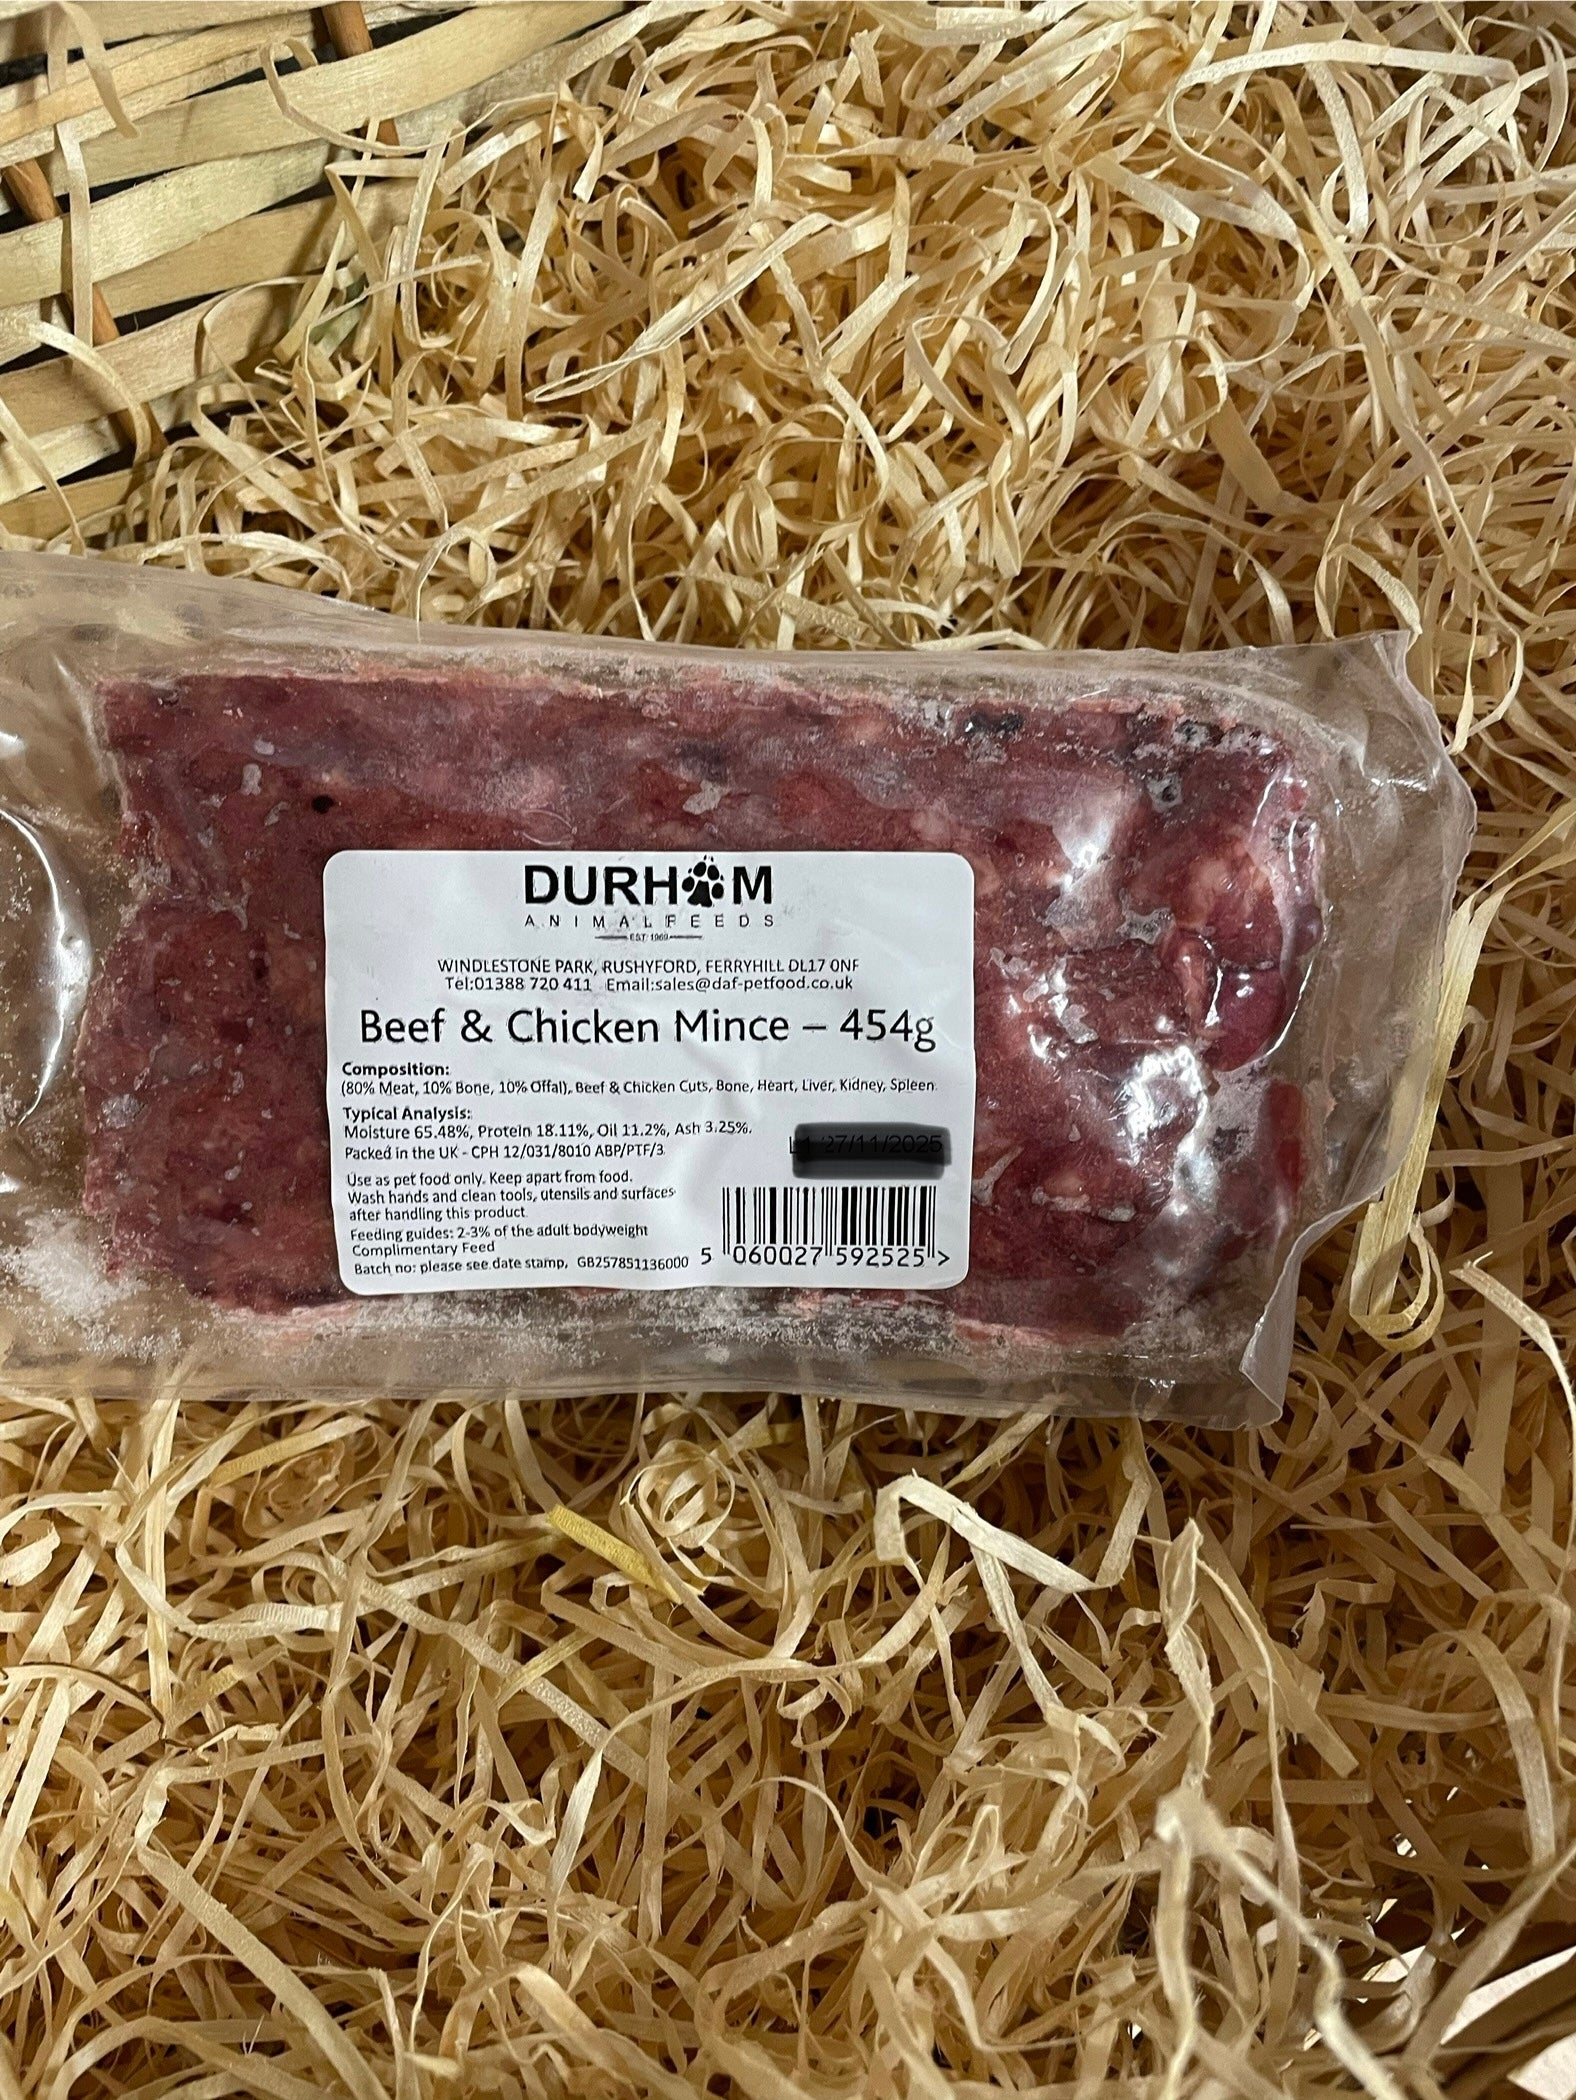 DURHAM
ANIMAL FEEDS
EST 1969
WINDLESTONE PARK, RUSHYFORD, FERRYHILL DL17 0NF
Tel:01388 720 411 Email:sales@daf-petfood.co.uk
Beef & Chicken Mince – 454g
Composition:
(80% Meat, 10% Bone, 10% Offal), Beef & Chicken Cuts, Bone, Heart, Liver, Kidney, Spleen.
Typical Analysis:
Moisture 65.48%, Protein 18.11%, Oil 11.2%, Ash 3.25%.
Packed in the UK - CPH 12/031/8010 ABP/PTF/3
27/11/2025
Use as pet food only. Keep apart from food.
Wash hands and clean tools, utensils and surfaces
after handling this product.
Feeding guides: 2-3% of the adult bodyweight
Complimentary Feed
Batch no: please see date stamp, GB257851136000
5 060027 592525 >